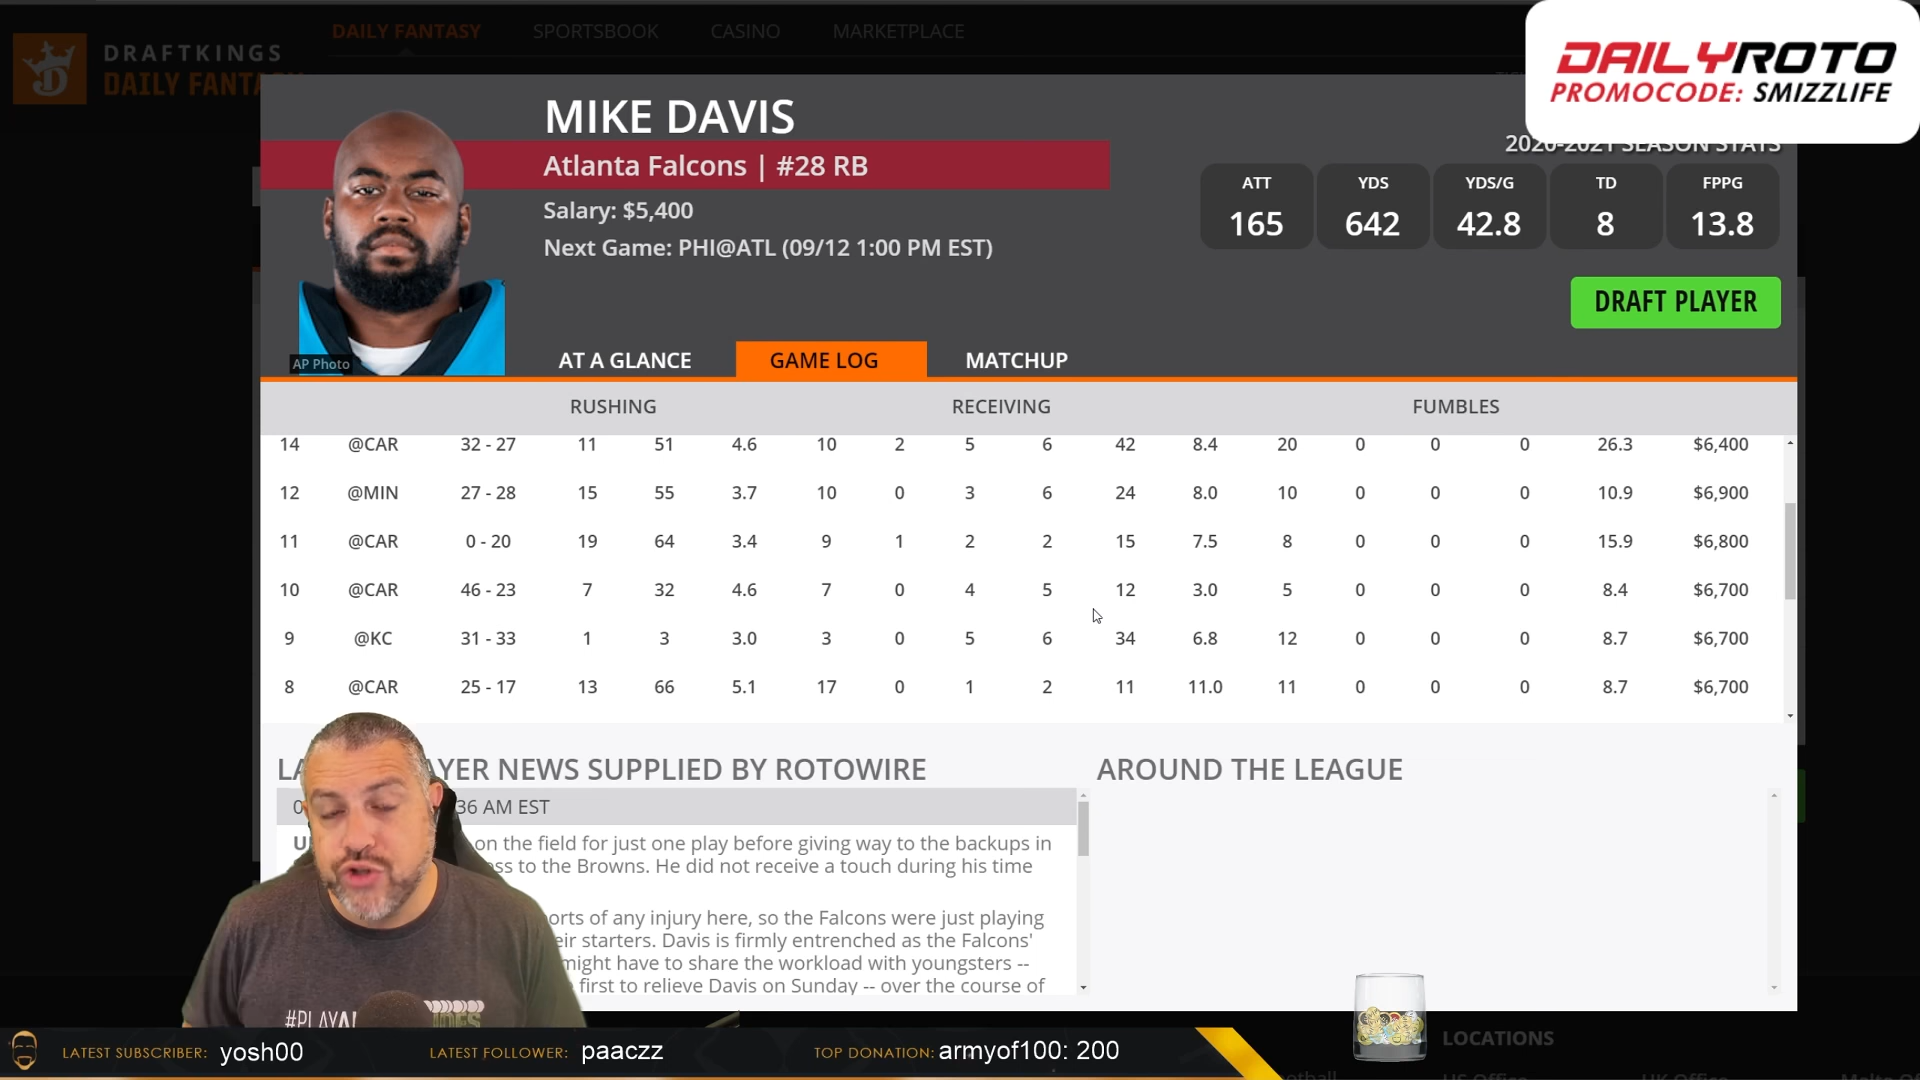 DRAFTKINGS
DAILY FANTASY
SPORTSBOOK
CASINO
MARKETPLACE
DAILY FANTA
DAILYROTO
PROMOCODE: SMIZZLIFE
MIKE DAVIS
Atlanta Falcons | #28 RB
Salary: $5,400
Next Game: PHI@ATL (09/12 1:00 PM EST)
2020-2021 SEASON STATS
ATT YDS YDS/G TD FPPG
165 642 42.8 8 13.8
DRAFT PLAYER
AP Photo
AT A GLANCE GAME LOG MATCHUP
RUSHING RECEIVING FUMBLES
14 @CAR 32 - 27 11 51 4.6 10 2 5 6 42 8.4 20 0 0 0 26.3 $6,400
12 @MIN 27 - 28 15 55 3.7 10 0 3 6 24 8.0 10 0 0 0 10.9 $6,900
11 @CAR 0 - 20 19 64 3.4 9 1 2 2 15 7.5 8 0 0 0 15.9 $6,800
10 @CAR 46 - 23 7 32 4.6 7 0 4 5 12 3.0 5 0 0 0 8.4 $6,700
9 @KC 31 - 33 1 3 3.0 3 0 5 6 34 6.8 12 0 0 0 8.7 $6,700
8 @CAR 25 - 17 13 66 5.1 17 0 1 2 11 11.0 11 0 0 0 8.7 $6,700
LA AYER NEWS SUPPLIED BY ROTOWIRE
AROUND THE LEAGUE
0 36 AM EST
U on the field for just one play before giving way to the backups in
ss to the Browns. He did not receive a touch during his time
orts of any injury here, so the Falcons were just playing
eir starters. Davis is firmly entrenched as the Falcons'
might have to share the workload with youngsters --
first to relieve Davis on Sunday -- over the course of
#PLAYAL
LATEST SUBSCRIBER: yosh00
LATEST FOLLOWER: paaczz
TOP DONATION: armyof100: 200
LOCATIONS